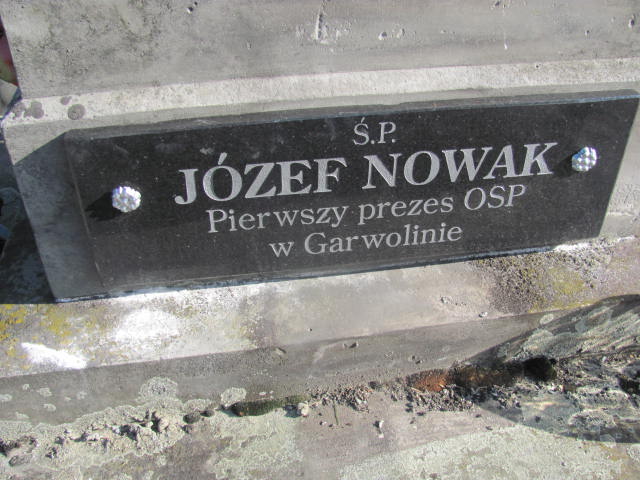 Ś.P.
JÓZEF NOWAK
Pierwszy prezes OSP
w Garwolinie